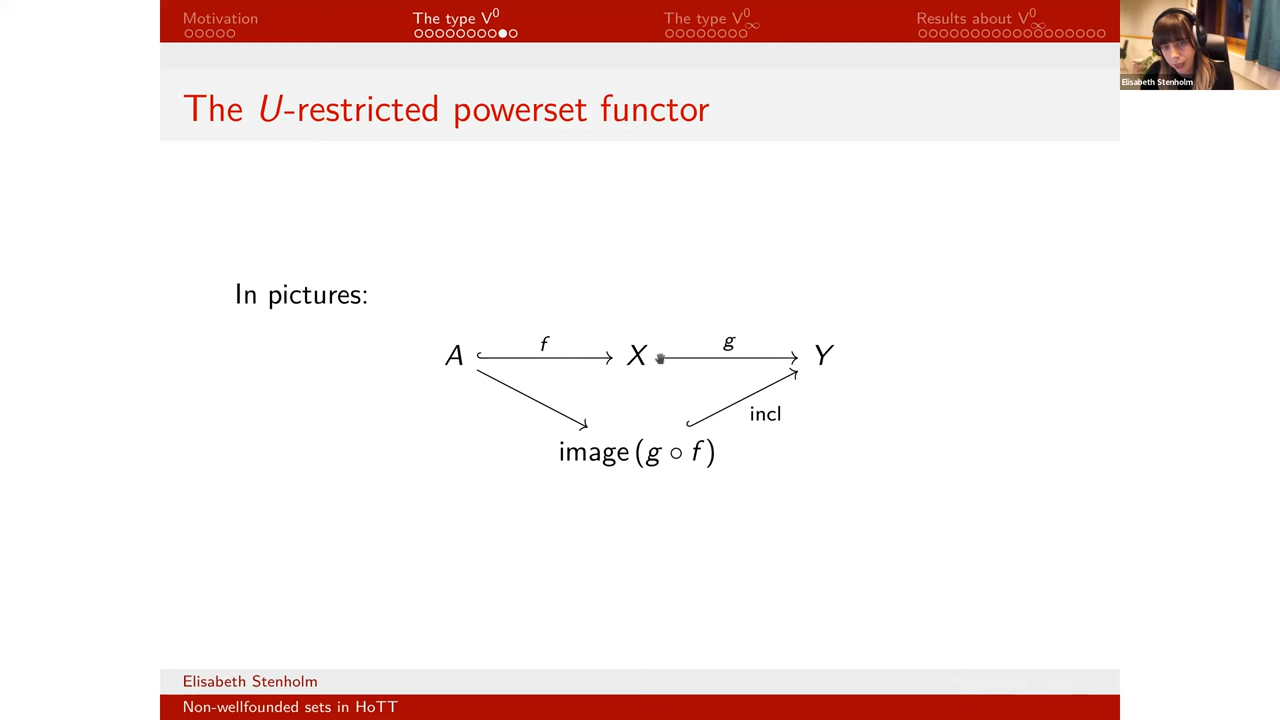 Motivation
The type V⁰
The type V⁰∞
Results about V⁰∞
Elisabeth Stenholm
The U-restricted powerset functor
In pictures:
A f X g Y
incl
image (g ∘ f)
Elisabeth Stenholm
Non-wellfounded sets in HoTT